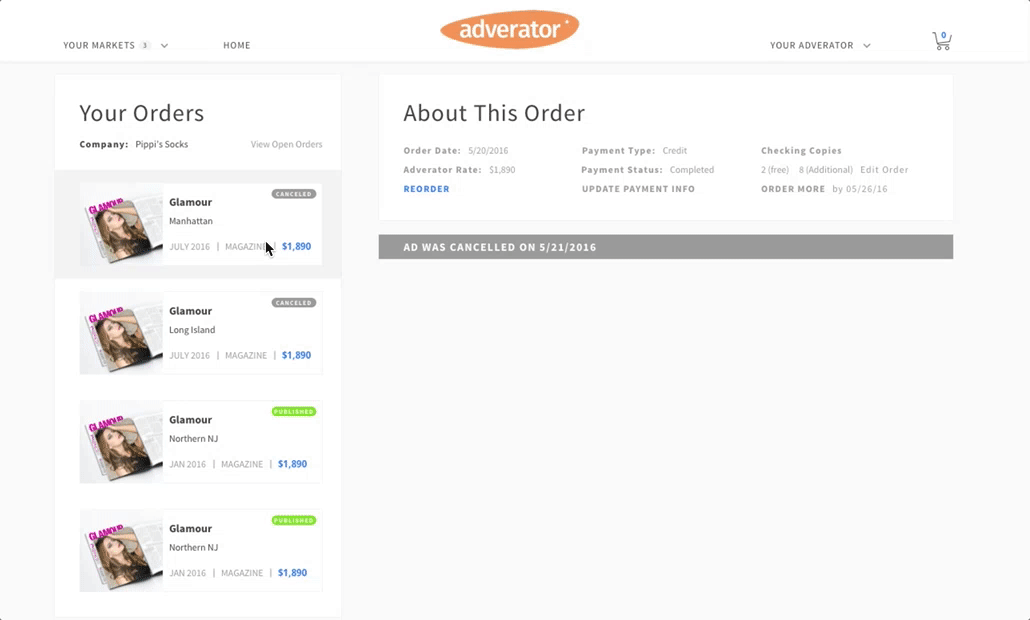 YOUR MARKETS 3
HOME
adverator
YOUR ADVERATOR
0
Your Orders
Company: Pippi's Socks
View Open Orders
CANCELED
Glamour
Manhattan
JULY 2016 | MAGAZINE | $1,890
GLAMOUR
CANCELED
Glamour
Long Island
JULY 2016 | MAGAZINE | $1,890
GLAMOUR
PUBLISHED
Glamour
Northern NJ
JAN 2016 | MAGAZINE | $1,890
GLAMOUR
PUBLISHED
Glamour
Northern NJ
JAN 2016 | MAGAZINE | $1,890
GLAMOUR
About This Order
Order Date: 5/20/2016
Adverator Rate: $1,890
REORDER
Payment Type: Credit
Payment Status: Completed
UPDATE PAYMENT INFO
Checking Copies
2 (free) 8 (Additional) Edit Order
ORDER MORE by 05/26/16
AD WAS CANCELLED ON 5/21/2016